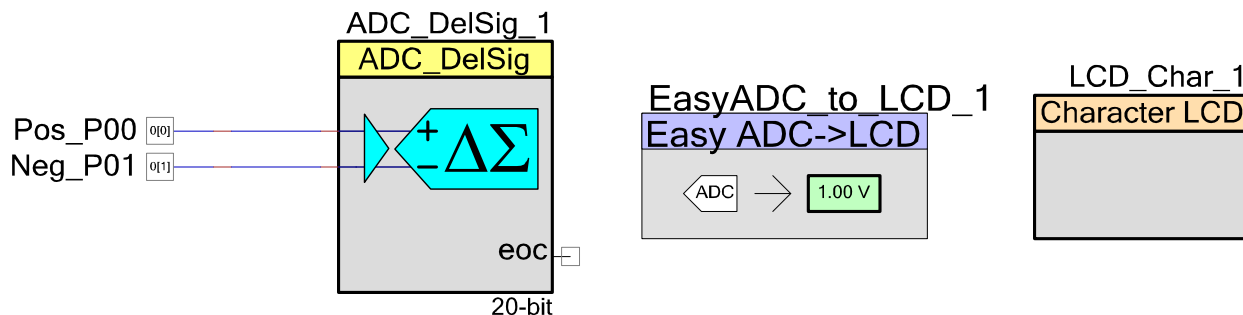 ADC_DelSig_1
ADC_DelSig
Pos_P00
0[0]
Neg_P01
0[1]
+
−
ΔΣ
eoc
20-bit
EasyADC_to_LCD_1
Easy ADC->LCD
ADC
1.00 V
LCD_Char_1
Character LCD